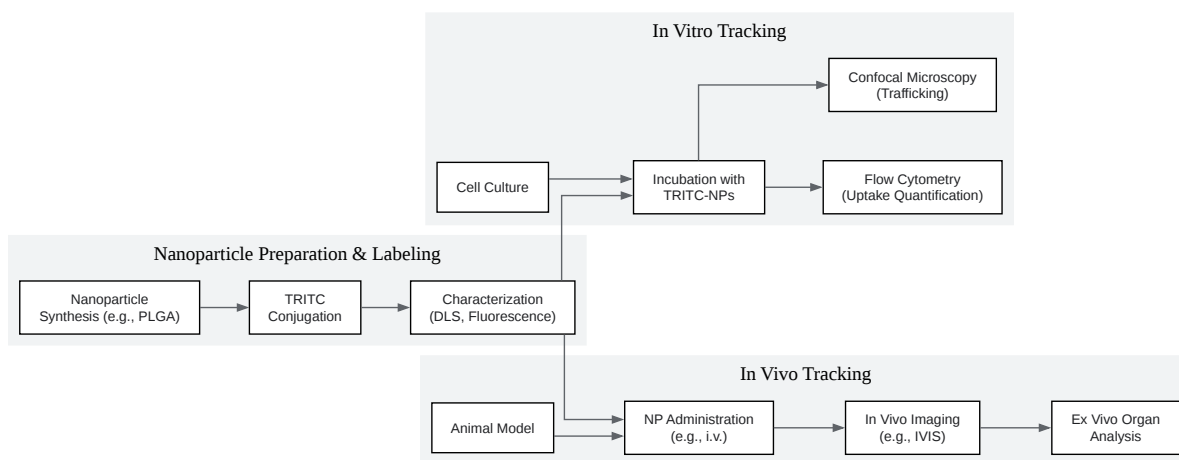 In Vitro Tracking
Confocal Microscopy
(Trafficking)
Cell Culture
Incubation with
TRITC-NPs
Flow Cytometry
(Uptake Quantification)
Nanoparticle Preparation & Labeling
Nanoparticle
Synthesis (e.g., PLGA)
TRITC
Conjugation
Characterization
(DLS, Fluorescence)
In Vivo Tracking
Animal Model
NP Administration
(e.g., i.v.)
In Vivo Imaging
(e.g., IVIS)
Ex Vivo Organ
Analysis